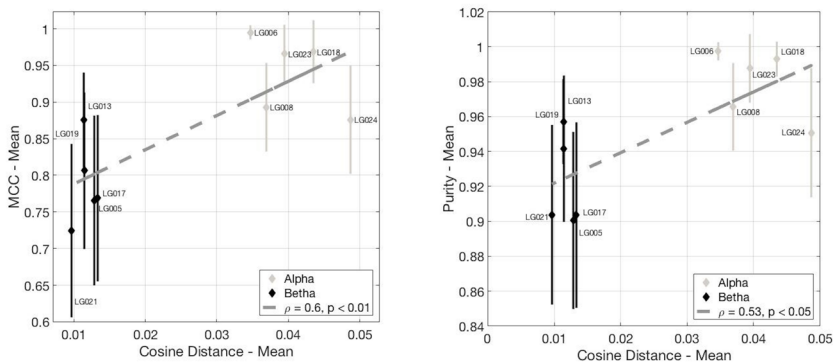 1
0.95
0.9
0.85
0.8
0.75
0.7
0.65
0.6
MCC - Mean
LG006
LG023
LG018
LG008
LG024
LG013
LG019
LG017
LG005
LG021
Alpha
Betha
ρ = 0.6, p < 0.01
0.01 0.02 0.03 0.04 0.05
Cosine Distance - Mean
1.02
1
0.98
0.96
0.94
0.92
0.9
0.88
0.86
0.84
Purity - Mean
LG006
LG018
LG023
LG013
LG019
LG008
LG024
LG021
LG017
LG005
Alpha
Betha
ρ = 0.53, p < 0.05
0 0.01 0.02 0.03 0.04 0.05
Cosine Distance - Mean